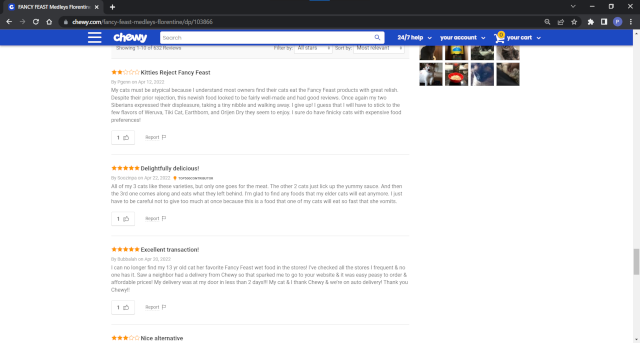 FANCY FEAST Medleys Florentine
chewy.com/fancy-feast-medleys-florentine/dp/103866
chewy
Search
24/7 help
your account
your cart
Showing 1-10 of 632 Reviews
Filter by:
All stars
Sort by:
Most relevant
Kitties Reject Fancy Feast
2022
My cats must be atypical because I understand most owners find their cats eat the Fancy Feast products with great relish.
Despite their prior rejection, this newish food looked to be fairly well-made and had good reviews. Once again my two
Siberians expressed their displeasure, taking a tiny nibble and walking away. I give up! I guess that I will have to stick to the
few flavors of Weruva, Tiki Cat, Earthborn, and Orijen Dry they seem to enjoy. I sure do have finicky cats with expensive food
preferences!
1
Report
Delightfully delicious!
2022
All of my 3 cats like these varieties, but only one goes for the meat. The other 2 cats just lick up the yummy sauce. And then
the 3rd one comes along and eats what they left behind. I'm glad to find any foods that my elder cats will eat anymore. I just
have to be careful not to give too much at once because this is a food that one of my cats will eat so fast that she vomits.
1
Report
Excellent transaction!
By Bubbalah on Apr 20, 2022
I can no longer find my 13 yr old cat her favorite Fancy Feast wet food in the stores! I've checked all the stores I frequent & no
one has it. Saw a neighbor had a delivery from Chewy so that sparked me to go to your website & it was easy peasy to order &
affordable prices! My delivery was at my door in less than 2 days!!! My cat & I thank Chewy & we're on auto delivery! Thank you
Chewy!!
1
Report
Nice alternative